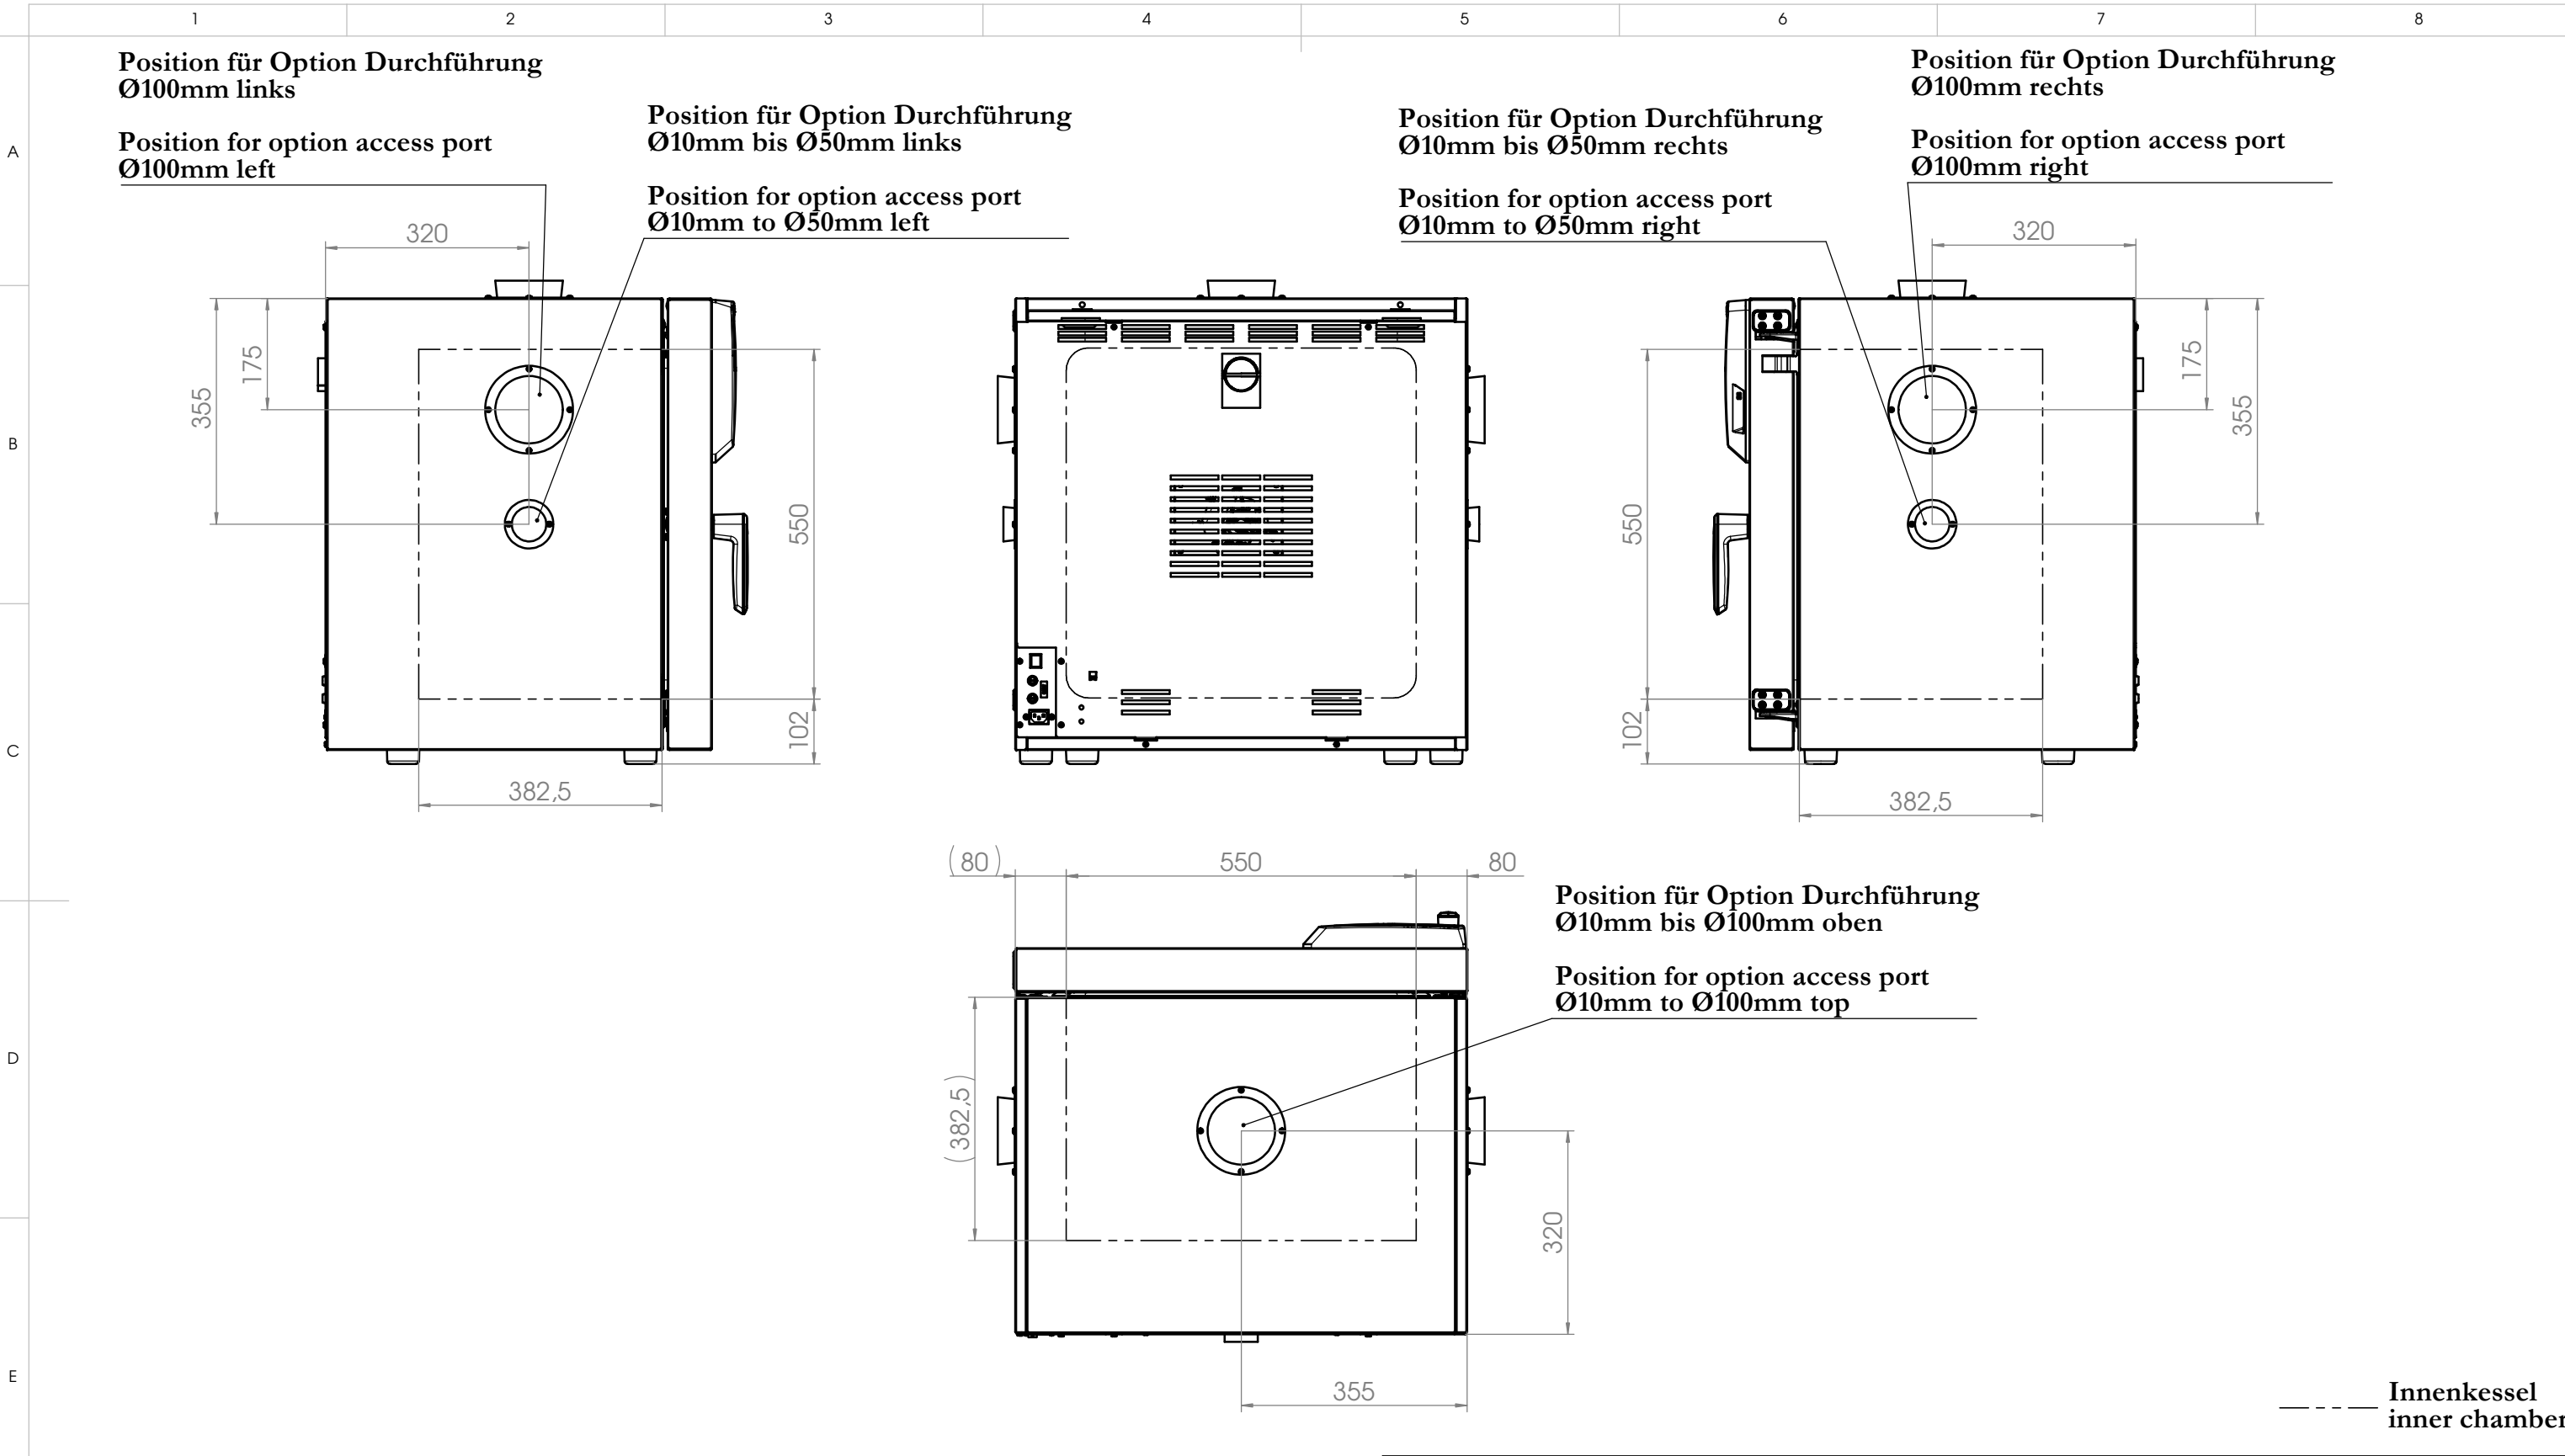 1 2 3 4 5 6 7 8
A
B
C
D
E
Position für Option Durchführung
Ø100mm links
Position for option access port
Ø100mm left
Position für Option Durchführung
Ø10mm bis Ø50mm links
Position for option access port
Ø10mm to Ø50mm left
Position für Option Durchführung
Ø10mm bis Ø50mm rechts
Position for option access port
Ø10mm to Ø50mm right
Position für Option Durchführung
Ø100mm rechts
Position for option access port
Ø100mm right
320
175
355
550
102
382,5
320
175
355
550
102
382,5
(80) 550 80
Position für Option Durchführung
Ø10mm bis Ø100mm oben
Position for option access port
Ø10mm to Ø100mm top
(382,5)
320
355
Innenkessel
inner chamber